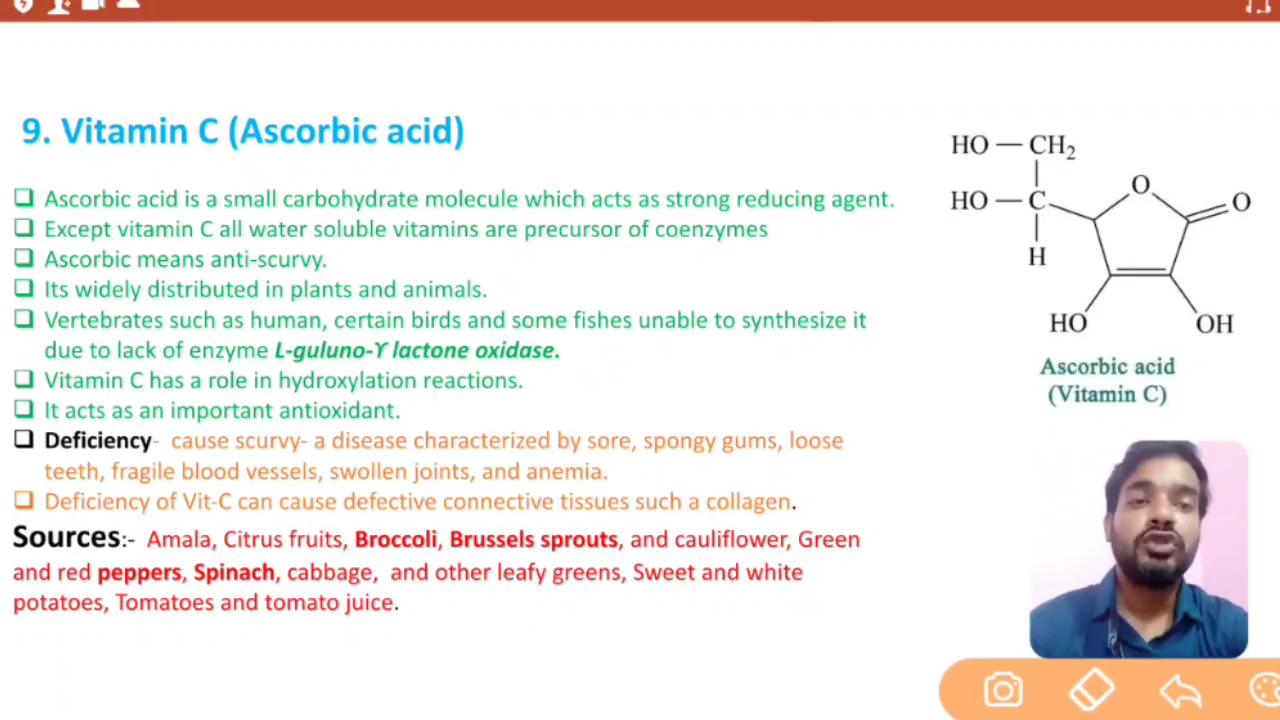 9. Vitamin C (Ascorbic acid)
❑ Ascorbic acid is a small carbohydrate molecule which acts as strong reducing agent.
❑ Except vitamin C all water soluble vitamins are precursor of coenzymes
❑ Ascorbic means anti-scurvy.
❑ Its widely distributed in plants and animals.
❑ Vertebrates such as human, certain birds and some fishes unable to synthesize it
due to lack of enzyme L-guluno-ϒ lactone oxidase.
❑ Vitamin C has a role in hydroxylation reactions.
❑ It acts as an important antioxidant.
❑ Deficiency- cause scurvy- a disease characterized by sore, spongy gums, loose
teeth, fragile blood vessels, swollen joints, and anemia.
❑ Deficiency of Vit-C can cause defective connective tissues such a collagen.
Sources:- Amala, Citrus fruits, Broccoli, Brussels sprouts, and cauliflower, Green
and red peppers, Spinach, cabbage, and other leafy greens, Sweet and white
potatoes, Tomatoes and tomato juice.
HO — CH₂
O
HO — C
O
H
HO
OH
Ascorbic acid
(Vitamin C)